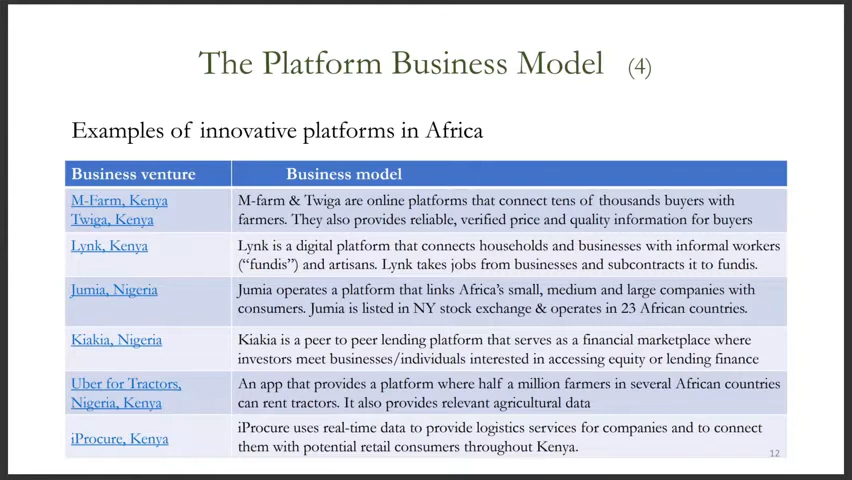 The Platform Business Model (4)
Examples of innovative platforms in Africa
Business venture Business model
M-Farm, Kenya
Twiga, Kenya
M-farm & Twiga are online platforms that connect tens of thousands buyers with
farmers. They also provides reliable, verified price and quality information for buyers
Lynk, Kenya
Lynk is a digital platform that connects households and businesses with informal workers
(“fundis”) and artisans. Lynk takes jobs from businesses and subcontracts it to fundis.
Jumia, Nigeria
Jumia operates a platform that links Africa’s small, medium and large companies with
consumers. Jumia is listed in NY stock exchange & operates in 23 African countries.
Kiakia, Nigeria
Kiakia is a peer to peer lending platform that serves as a financial marketplace where
investors meet businesses/individuals interested in accessing equity or lending finance
Uber for Tractors,
Nigeria, Kenya
An app that provides a platform where half a million farmers in several African countries
can rent tractors. It also provides relevant agricultural data
iProcure, Kenya
iProcure uses real-time data to provide logistics services for companies and to connect
them with potential retail consumers throughout Kenya.
12